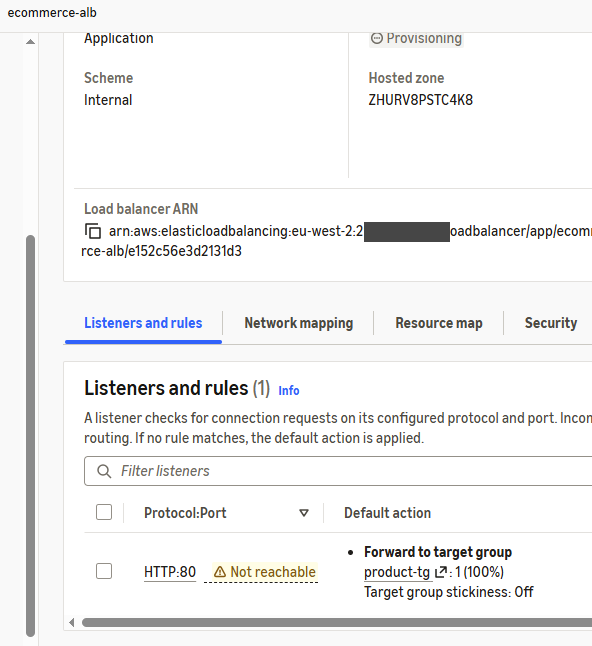 ecommerce-alb
Application
Provisioning
Scheme
Hosted zone
Internal
ZHURV8PSTC4K8
Load balancer ARN
arn:aws:elasticloadbalancing:eu-west-2:2 oadbalancer/app/ecom
rce-alb/e152c56e3d2131d3
Listeners and rules Network mapping Resource map Security
Listeners and rules (1) Info
A listener checks for connection requests on its configured protocol and port. Incon
routing. If no rule matches, the default action is applied.
Filter listeners
Protocol:Port Default action
Forward to target group
HTTP:80 Not reachable product-tg : 1 (100%)
Target group stickiness: Off